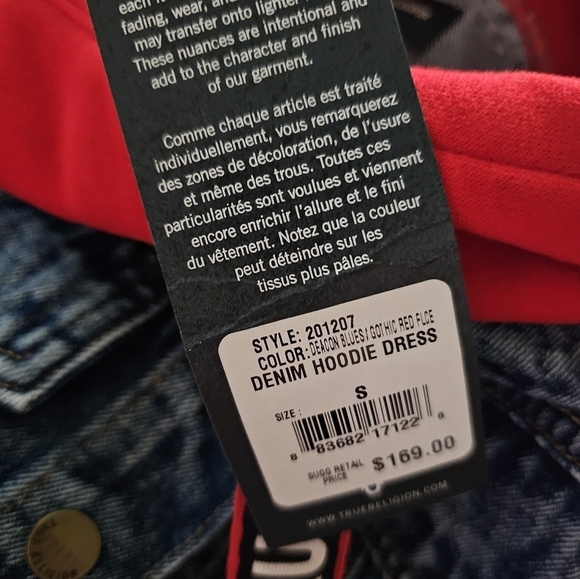 each
fading, wear, and
may transfer onto lighter
These nuances are intentional and
add to the character and finish
of our garment.
Comme chaque article est traité
individuellement, vous remarquerez
des zones de décoloration, de l'usure
et même des trous. Toutes ces
particularités sont voulues et viennent
encore enrichir l'allure et le fini
du vêtement. Notez que la couleur
peut déteindre sur les
tissus plus pâles.
STYLE: 201207
COLOR: DEACON BLUES/GOTHIC RED FLCE
DENIM HOODIE DRESS
SIZE: S
8 83682 17122 6
SUGG RETAIL
PRICE $169.00
WWW.TRUERELIGION.COM
RELIGION